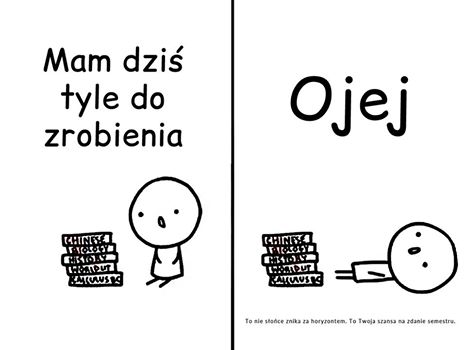 Mam dziś
tyle do
zrobienia
CHINESE
BIOLOGY
HISTORY
WORLD LIT
CALCULUS BC
Ojej
CHINESE
BIOLOGY
HISTORY
WORLD LIT
CALCULUS BC
To nie słońce znika za horyzontem. To Twoja szansa na zdanie semestru.